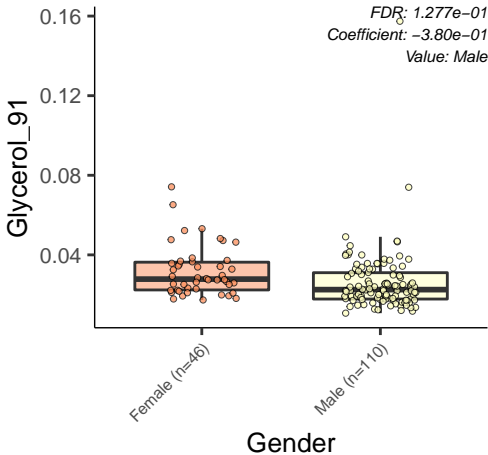 FDR: 1.277e−01
Coefficient: −3.80e−01
Value: Male
0.16
0.12
0.08
0.04
Glycerol_91
Female (n=46)
Male (n=110)
Gender